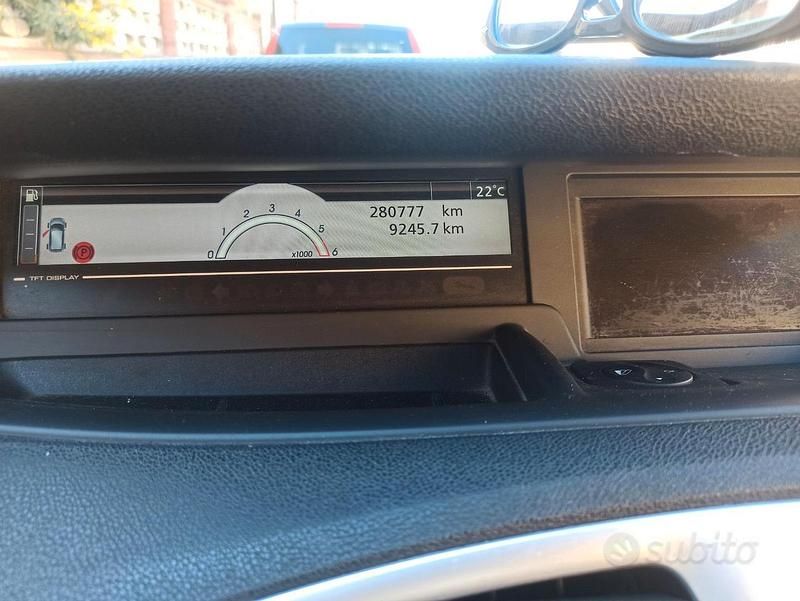 22°C
280777 km
9245.7 km
0 1 2 3 4 5 6
x1000
P
TFT DISPLAY
subito